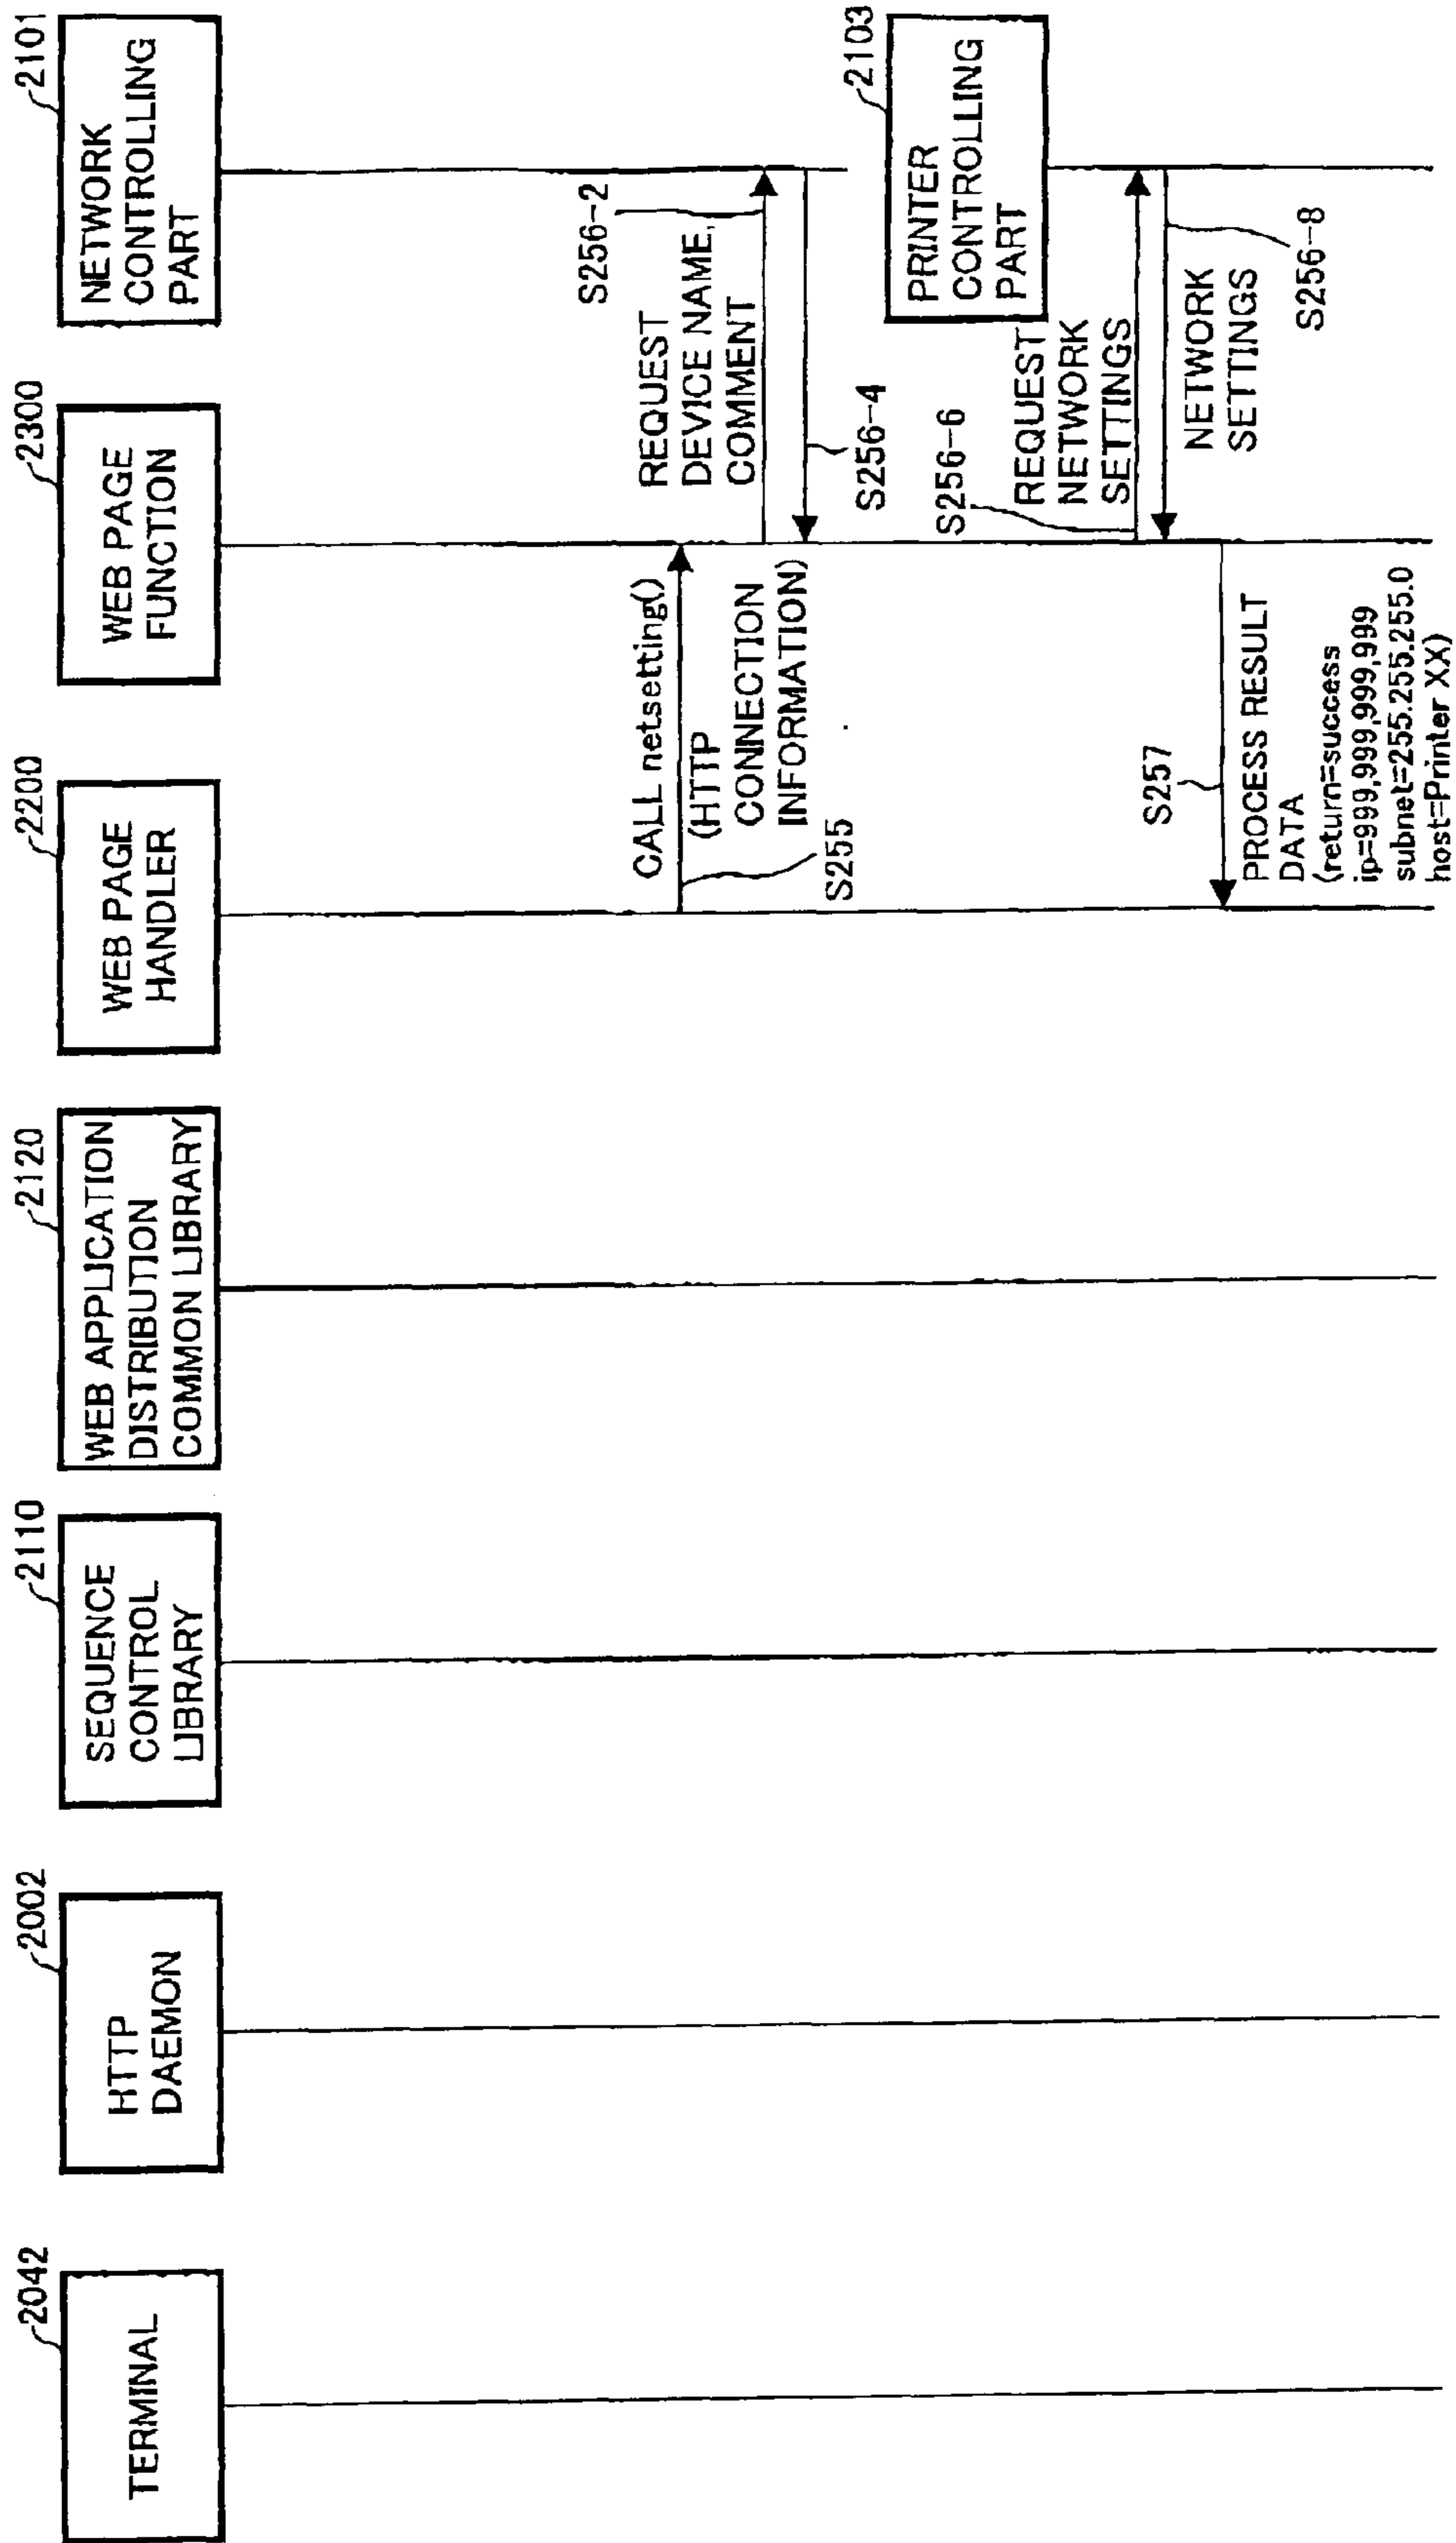 2042
TERMINAL
2002
HTTP
DAEMON
2110
SEQUENCE
CONTROL
LIBRARY
2120
WEB APPLICATION
DISTRIBUTION
COMMON LIBRARY
2200
WEB PAGE
HANDLER
2300
WEB PAGE
FUNCTION
2101
NETWORK
CONTROLLING
PART
CALL netsetting()
(HTTP
CONNECTION
INFORMATION)
S255
S256-2
REQUEST
DEVICE NAME,
COMMENT
S256-4
2103
PRINTER
CONTROLLING
PART
S256-6
REQUEST
NETWORK
SETTINGS
NETWORK
SETTINGS
S256-8
S257
PROCESS RESULT
DATA
(return=success
ip=999,999,999,999
subnet=255.255.255.0
host=Printer XX)